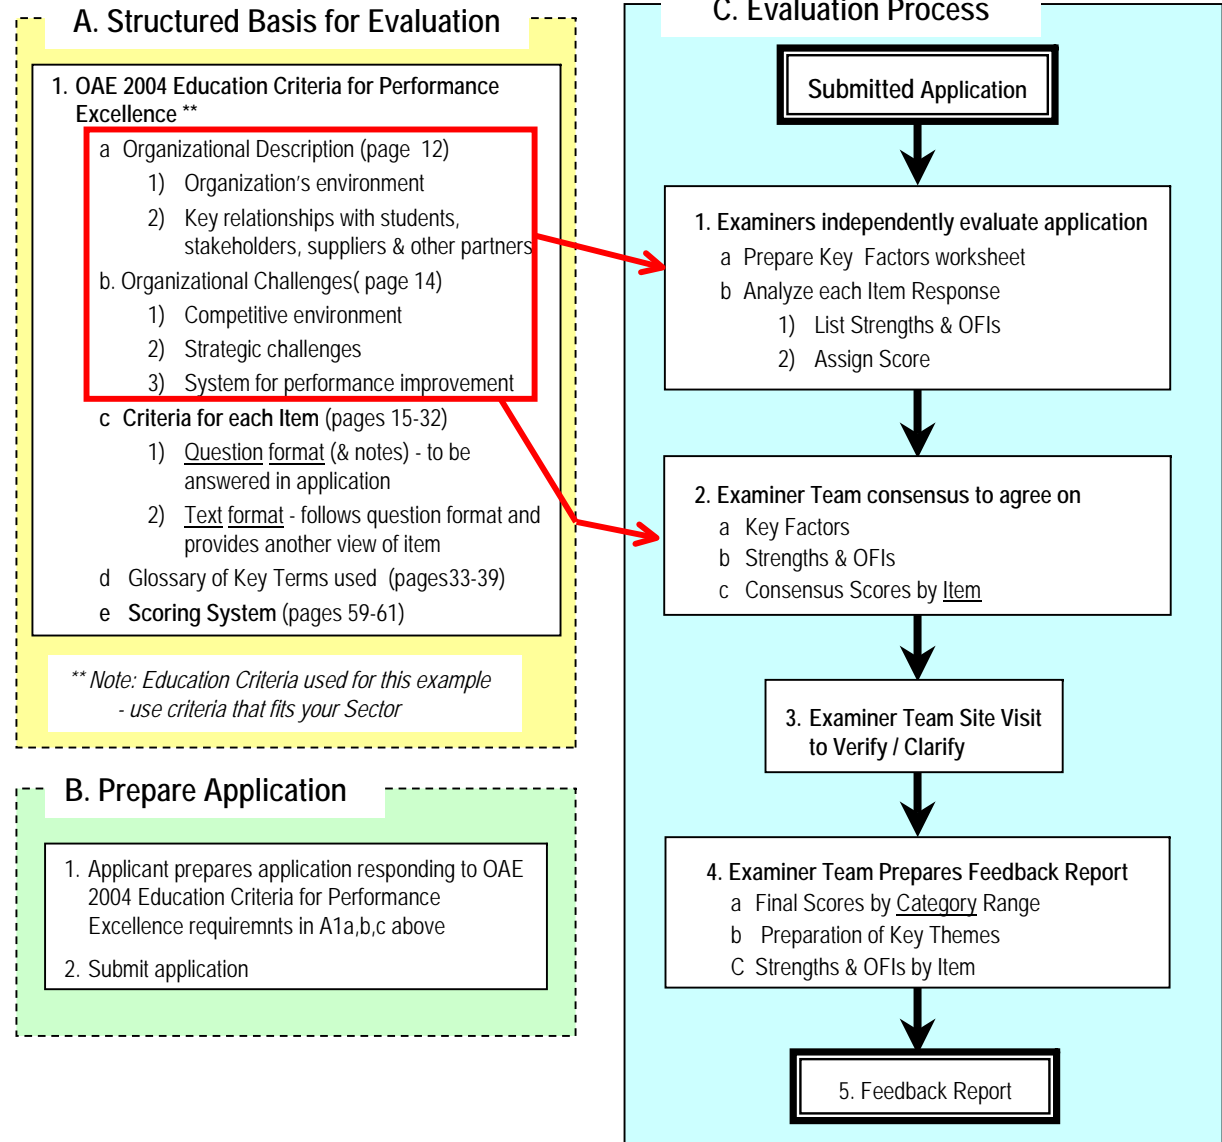 A. Structured Basis for Evaluation
1. OAE 2004 Education Criteria for Performance
Excellence **
a Organizational Description (page 12)
1) Organization's environment
2) Key relationships with students,
stakeholders, suppliers & other partners
b. Organizational Challenges( page 14)
1) Competitive environment
2) Strategic challenges
3) System for performance improvement
c Criteria for each Item (pages 15-32)
1) Question format (& notes) - to be
answered in application
2) Text format - follows question format and
provides another view of item
d Glossary of Key Terms used (pages33-39)
e Scoring System (pages 59-61)
** Note: Education Criteria used for this example
- use criteria that fits your Sector
B. Prepare Application
1. Applicant prepares application responding to OAE
2004 Education Criteria for Performance
Excellence requiremnts in A1a,b,c above
2. Submit application
C. Evaluation Process
Submitted Application
1. Examiners independently evaluate application
a Prepare Key Factors worksheet
b Analyze each Item Response
1) List Strengths & OFIs
2) Assign Score
2. Examiner Team consensus to agree on
a Key Factors
b Strengths & OFIs
c Consensus Scores by Item
3. Examiner Team Site Visit
to Verify / Clarify
4. Examiner Team Prepares Feedback Report
a Final Scores by Category Range
b Preparation of Key Themes
C Strengths & OFIs by Item
5. Feedback Report